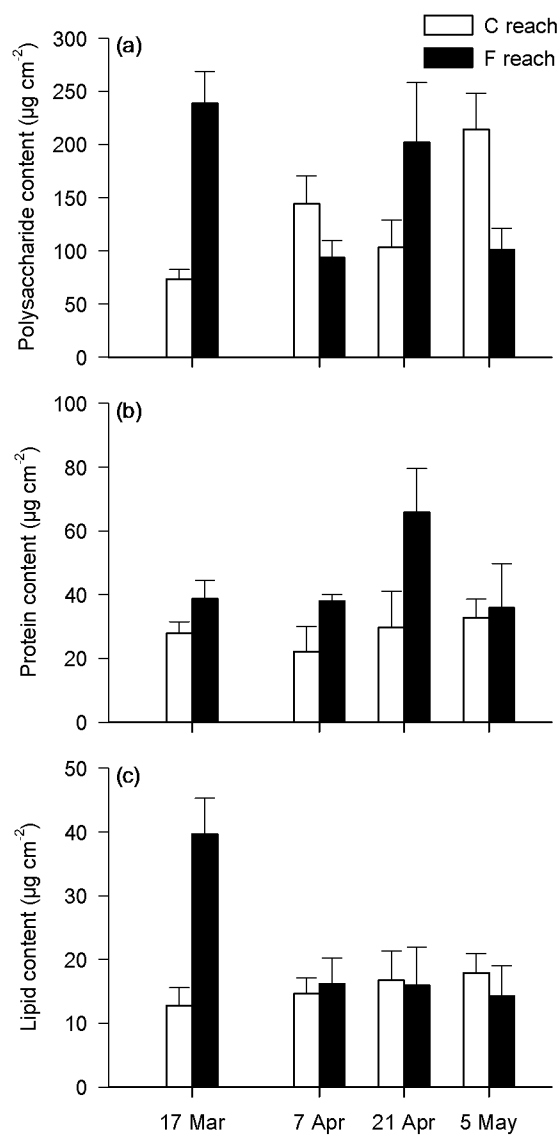 C reach
F reach
(a)
Polysaccharide content (µg cm-2)
300
250
200
150
100
50
0
(b)
Protein content (µg cm-2)
100
80
60
40
20
0
(c)
Lipid content (µg cm-2)
50
40
30
20
10
0
17 Mar 7 Apr 21 Apr 5 May